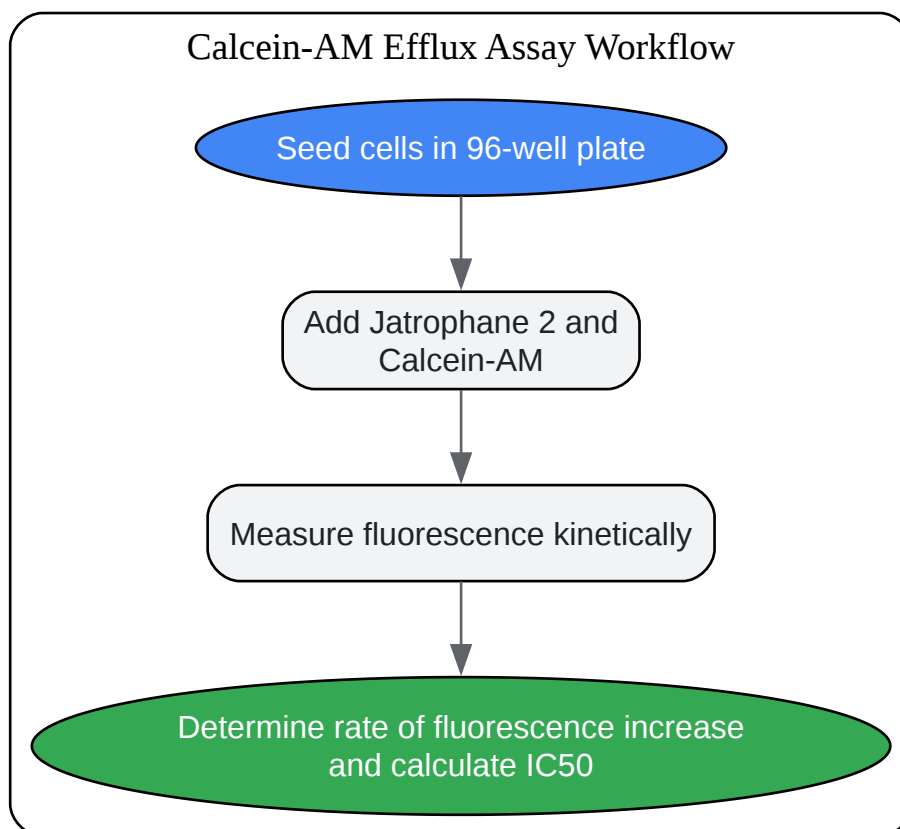 Calcein-AM Efflux Assay Workflow
Seed cells in 96-well plate
Add Jatrophane 2 and
Calcein-AM
Measure fluorescence kinetically
Determine rate of fluorescence increase
and calculate IC50